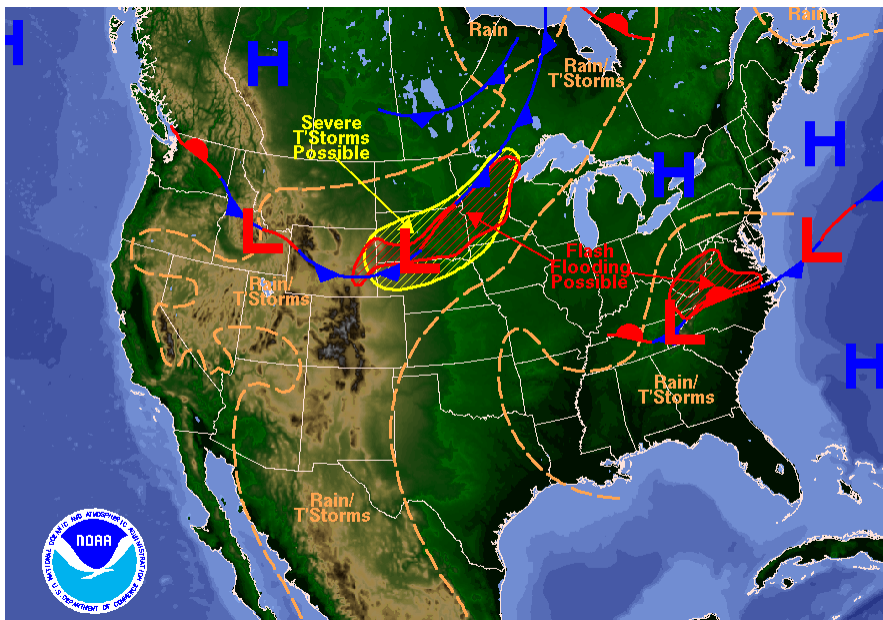 Rain
Rain
H
H
Rain/
T'Storms
Severe
T'Storms
Possible
H
H
L
L
L
Flash
Flooding
Possible
Rain/
T'Storms
L
H
Rain/
T'Storms
Rain/
T'Storms
NOAA
NATIONAL OCEANIC AND ATMOSPHERIC ADMINISTRATION
U.S. DEPARTMENT OF COMMERCE